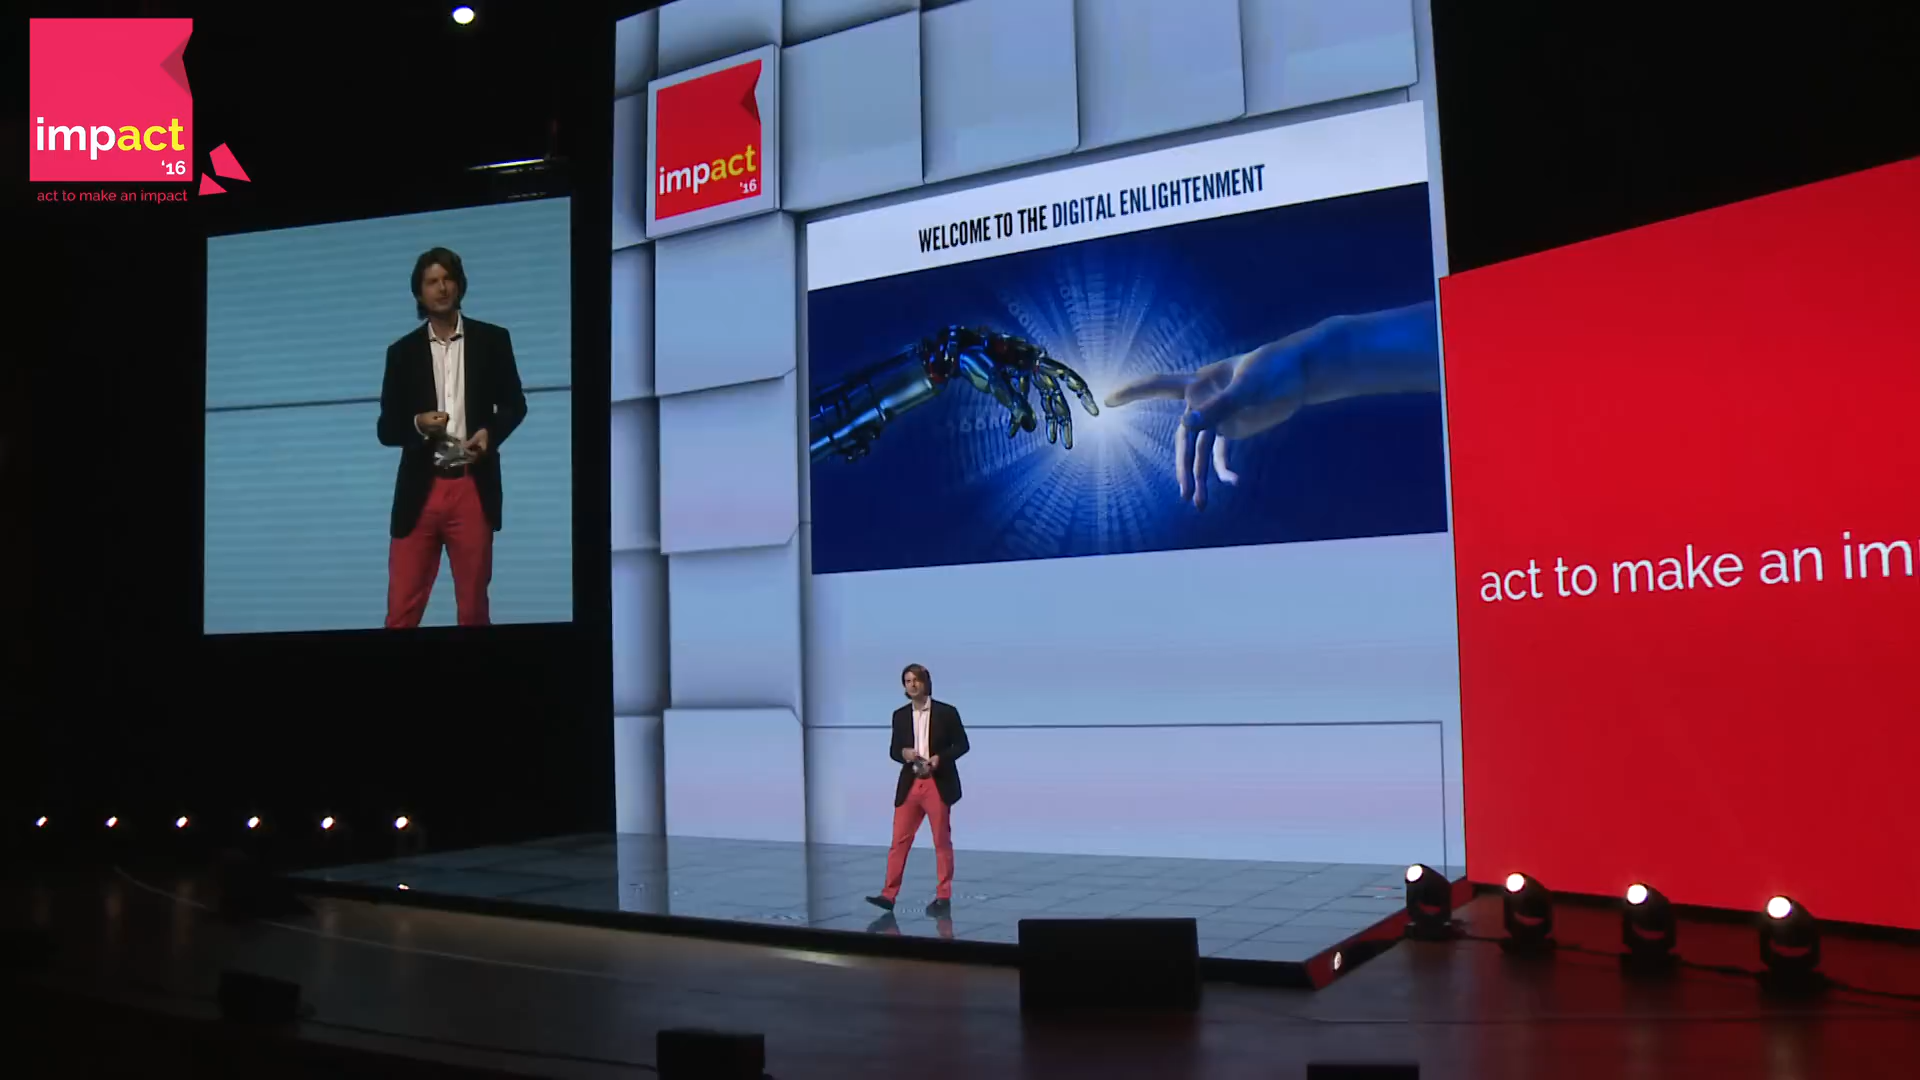 impact
'16
act to make an impact
impact
'16
WELCOME TO THE DIGITAL ENLIGHTENMENT
act to make an im